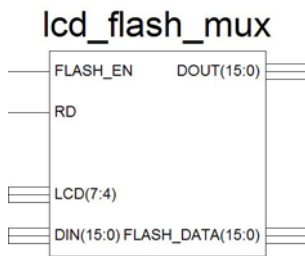 lcd_flash_mux
FLASH_EN DOUT(15:0)
RD
LCD(7:4)
DIN(15:0) FLASH_DATA(15:0)